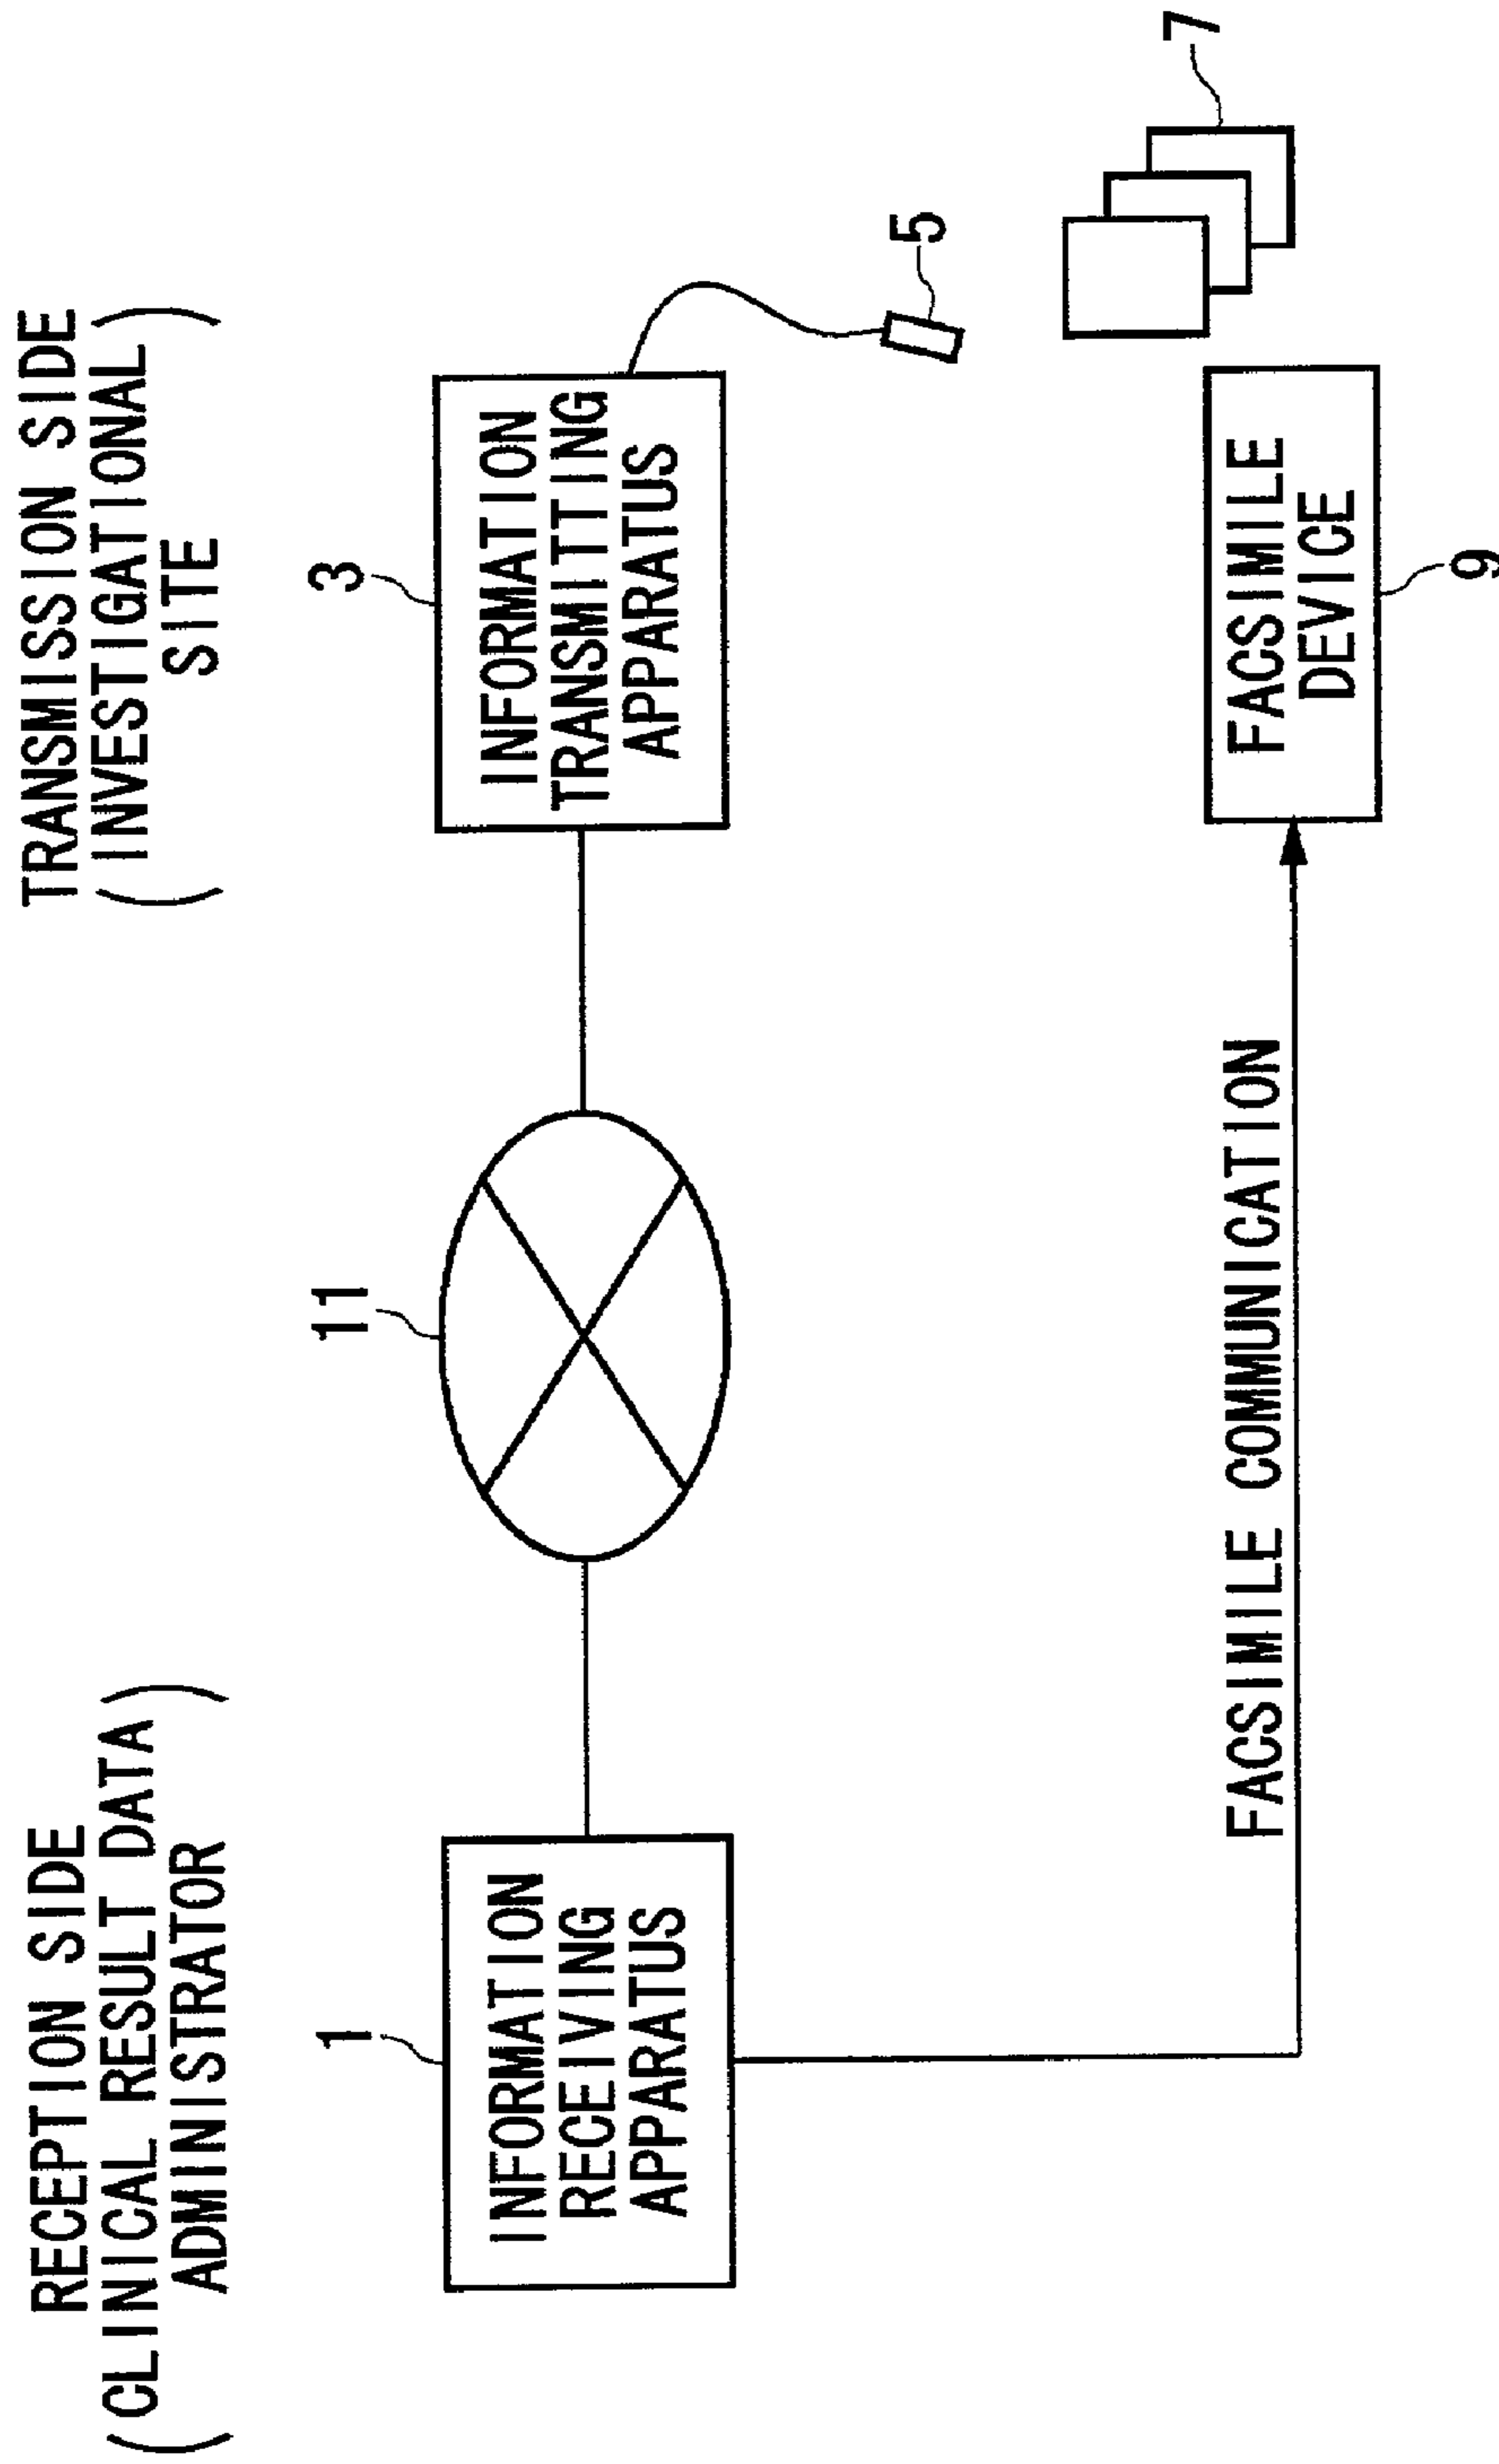 RECEPTION SIDE
(CLINICAL RESULT DATA)
ADMINISTRATOR
TRANSMISSION SIDE
(INVESTIGATIONAL)
SITE
1
INFORMATION
RECEIVING
APPARATUS
11
3
INFORMATION
TRANSMITTING
APPARATUS
5
7
FACSIMILE COMMUNICATION
FACSIMILE
DEVICE
9